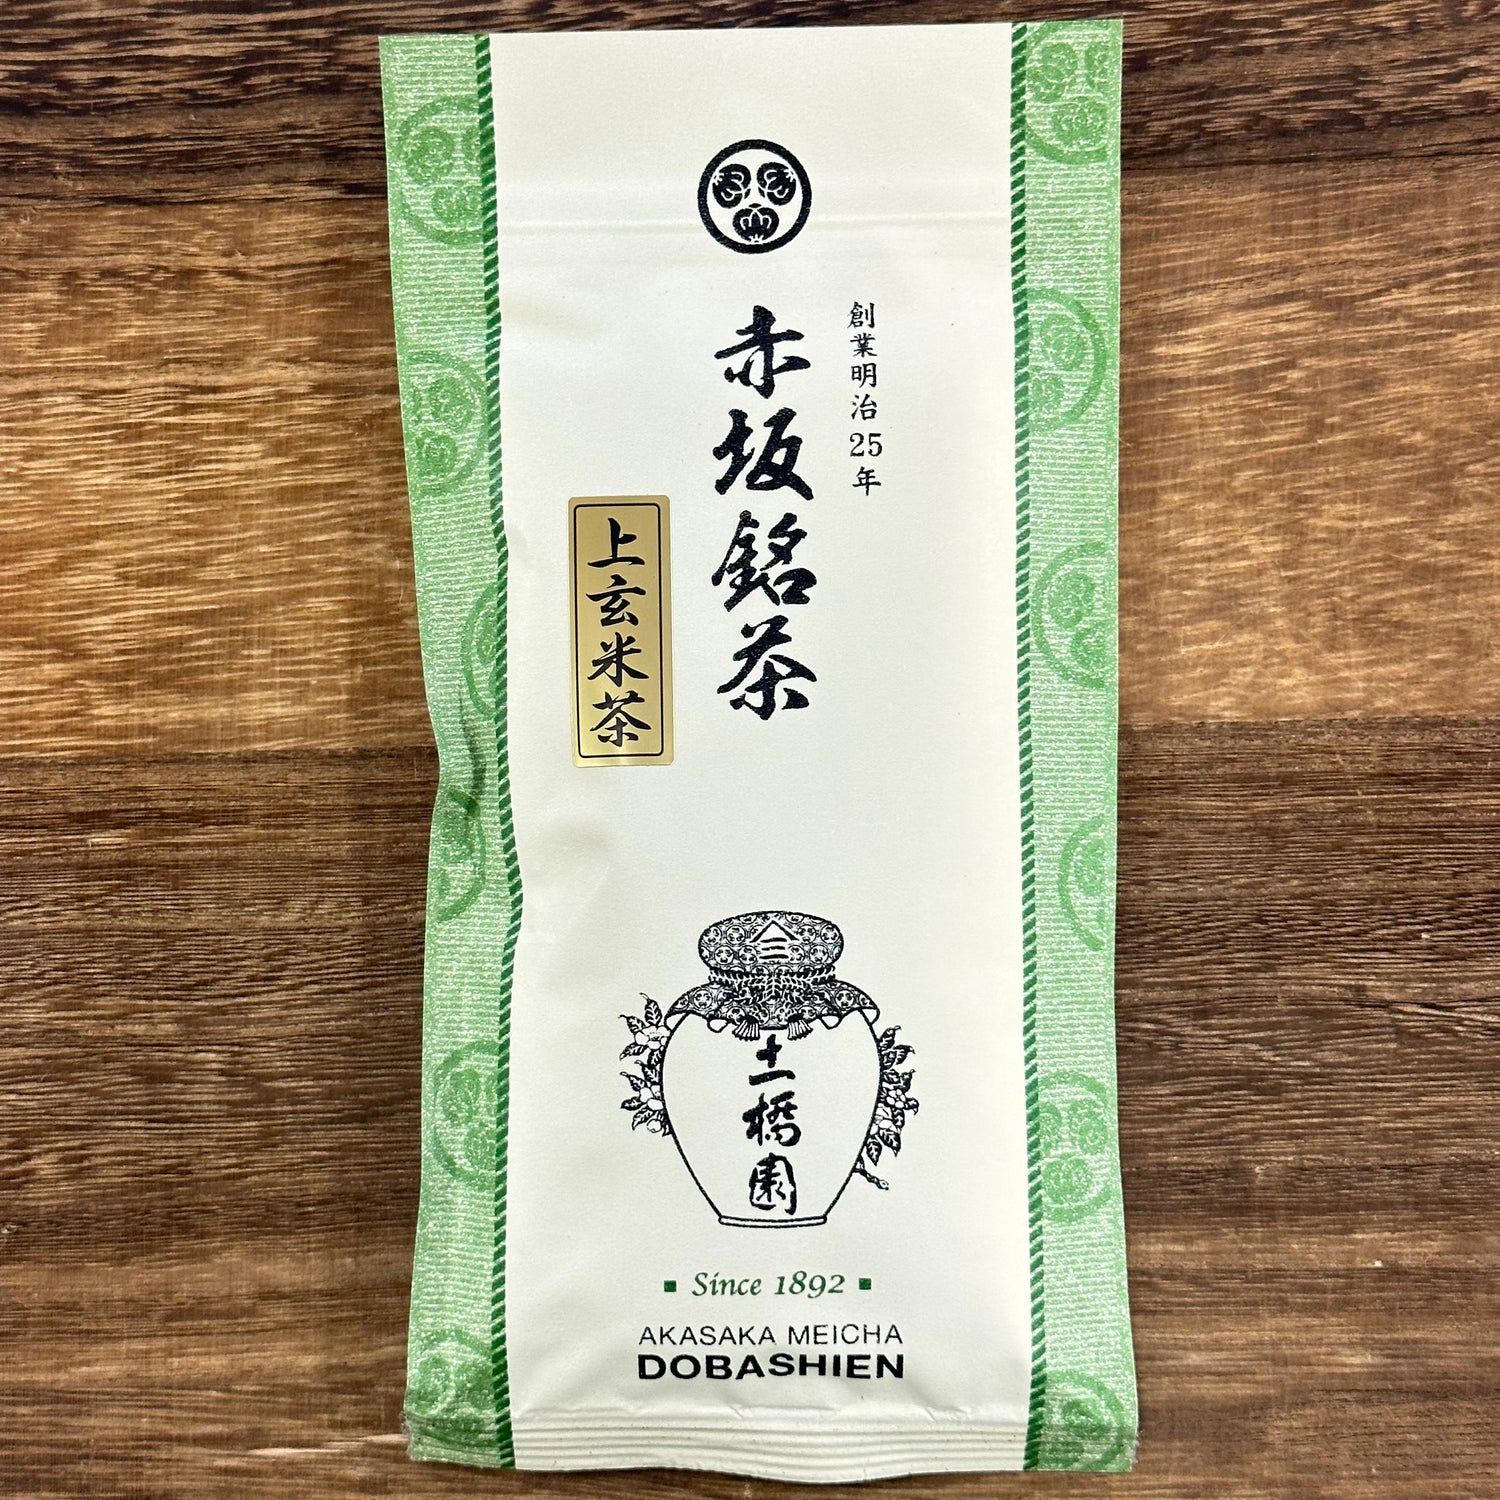 創業明治25年
赤坂銘茶
上玄米茶
三
土橋園
Since 1892
AKASAKA MEICHA
DOBASHIEN